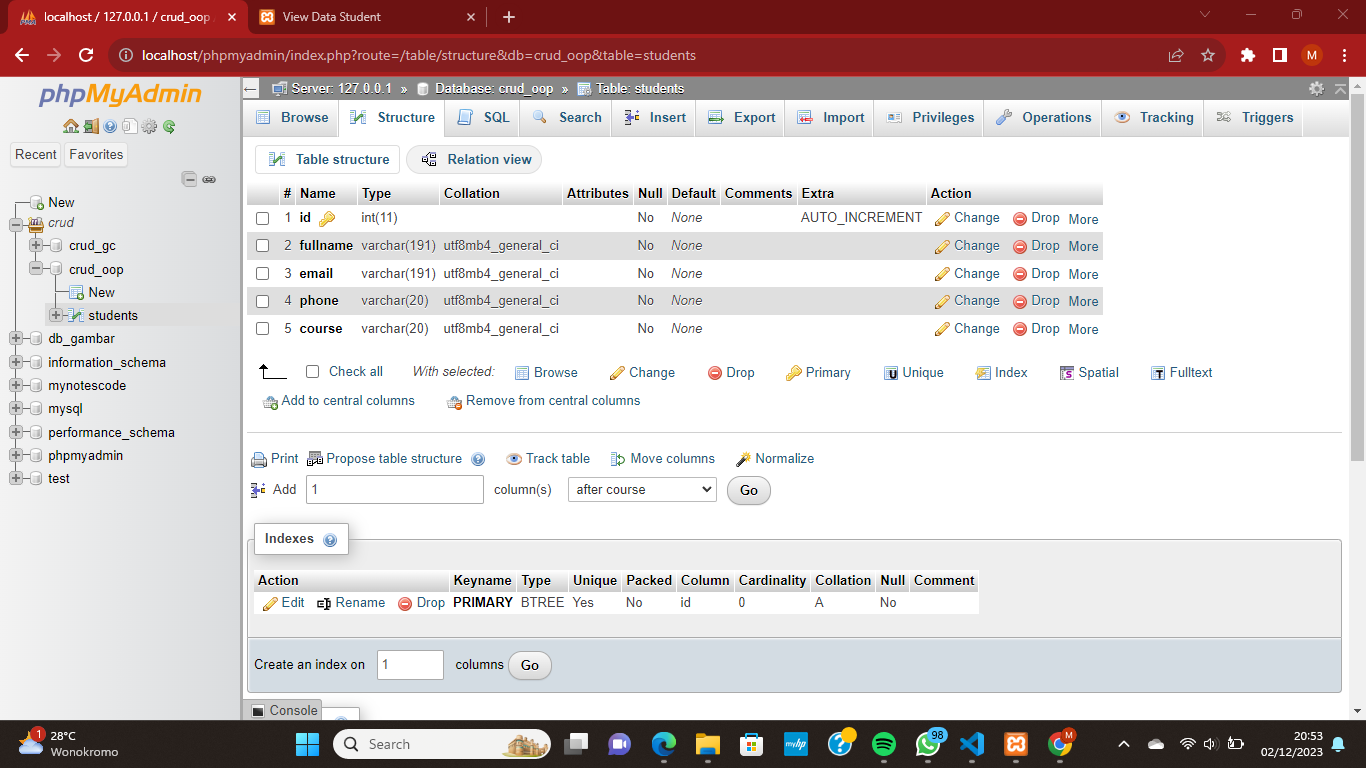 localhost / 127.0.0.1 / crud_oop
View Data Student
localhost/phpmyadmin/index.php?route=/table/structure&db=crud_oop&table=students
M
phpMyAdmin
Recent Favorites
New
crud
crud_gc
crud_oop
New
students
db_gambar
information_schema
mynotescode
mysql
performance_schema
phpmyadmin
test
Server: 127.0.0.1 » Database: crud_oop » Table: students
Browse Structure SQL Search Insert Export Import Privileges Operations Tracking Triggers
Table structure Relation view
# Name Type Collation Attributes Null Default Comments Extra Action
1 id int(11) No None AUTO_INCREMENT Change Drop More
2 fullname varchar(191) utf8mb4_general_ci No None Change Drop More
3 email varchar(191) utf8mb4_general_ci No None Change Drop More
4 phone varchar(20) utf8mb4_general_ci No None Change Drop More
5 course varchar(20) utf8mb4_general_ci No None Change Drop More
Check all With selected: Browse Change Drop Primary Unique Index Spatial Fulltext
Add to central columns Remove from central columns
Print Propose table structure Track table Move columns Normalize
Add 1 column(s) after course Go
Indexes
Action Keyname Type Unique Packed Column Cardinality Collation Null Comment
Edit Rename Drop PRIMARY BTREE Yes No id 0 A No
Create an index on 1 columns Go
Console
1 28°C
Wonokromo
Search
myhp
98
M
20:53
02/12/2023